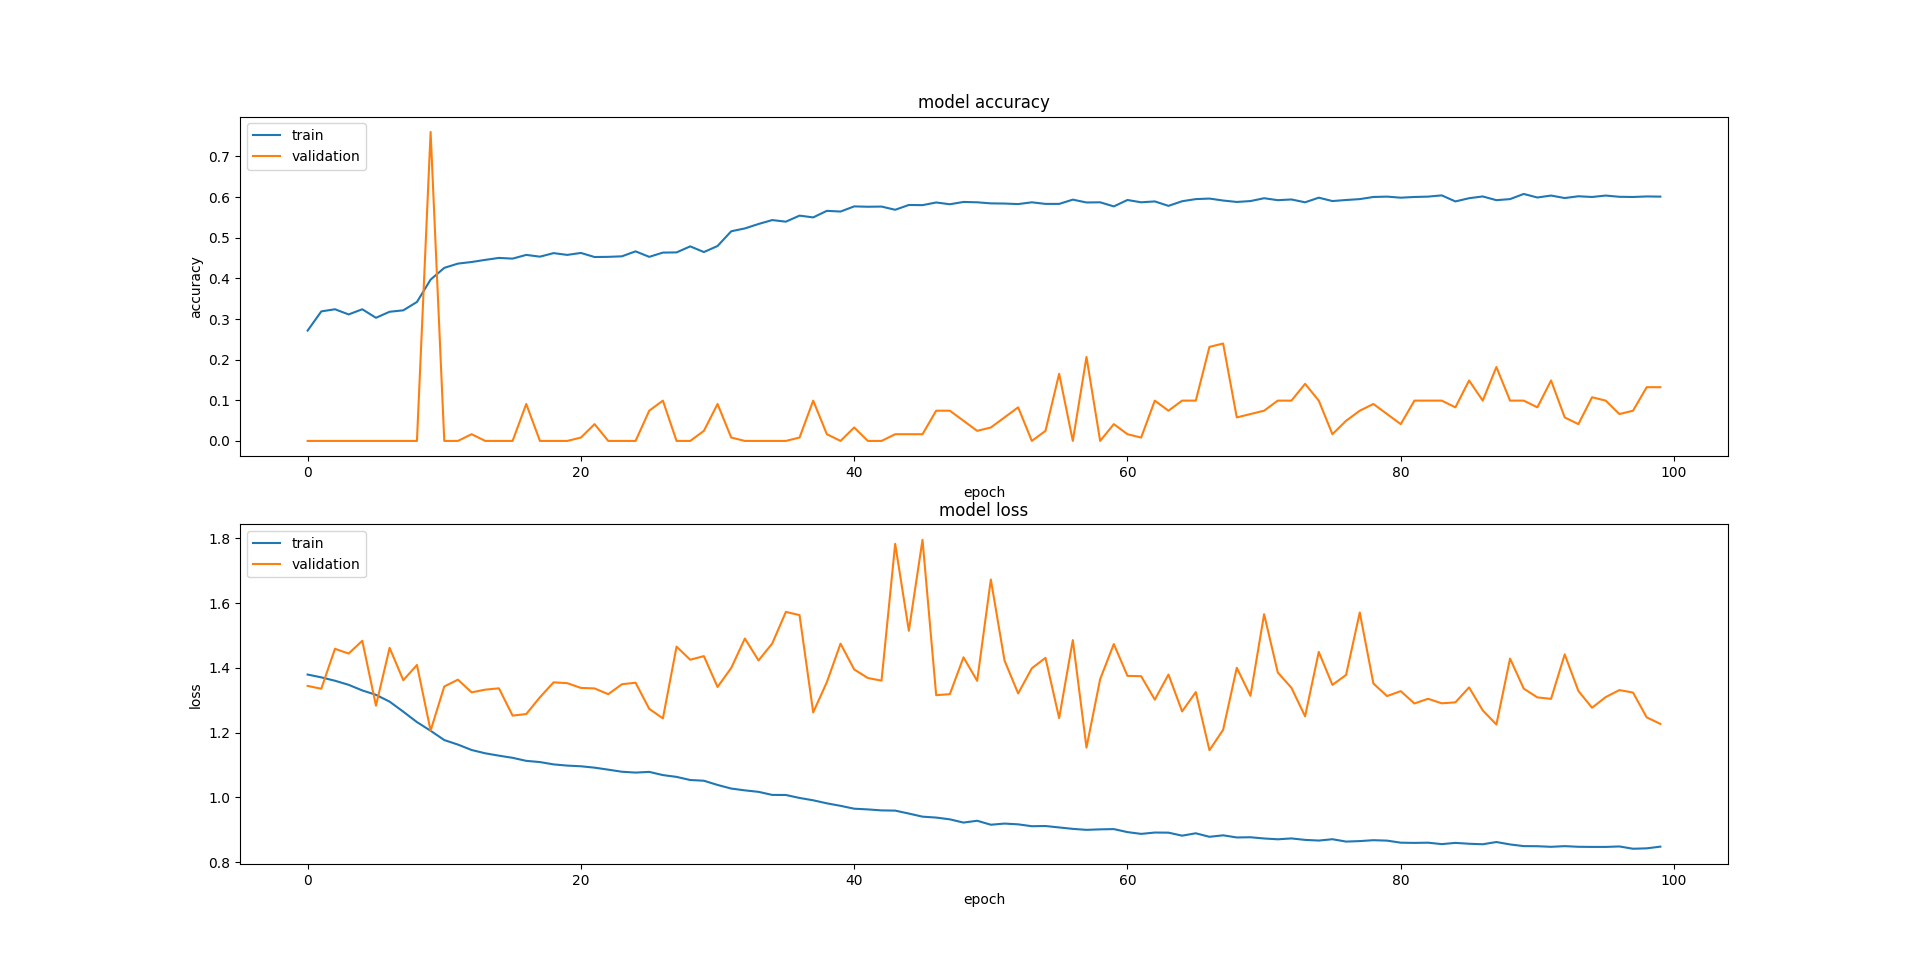 model accuracy
train
validation
0.7
0.6
0.5
0.4
0.3
0.2
0.1
0.0
accuracy
0 20 40 60 80 100
epoch
model loss
train
validation
1.8
1.6
1.4
1.2
1.0
0.8
loss
0 20 40 60 80 100
epoch